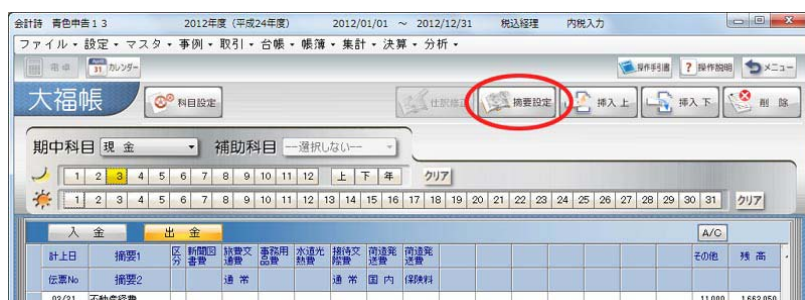 会計詩 青色申告13 2012年度(平成24年度) 2012/01/01 ~ 2012/12/31 税込経理 内税入力
ファイル・設定・マスタ・事例・取引・台帳・帳簿・集計・決算・分析・
電卓 カレンダー 操作手引書 操作説明 メニュー
大福帳 科目設定 仕訳修正 摘要設定 挿入上 挿入下 削除
期中科目 現金 補助科目 --選択しない--
1 2 3 4 5 6 7 8 9 10 11 12 上 下 年 クリア
1 2 3 4 5 6 7 8 9 10 11 12 13 14 15 16 17 18 19 20 21 22 23 24 25 26 27 28 29 30 31 クリア
入金 出金 A/C
計上日 摘要1 区分 新聞図書費 旅費交通費 事務用品費 水道光熱費 接待交際費 荷造発送費 荷造発送費 その他 残高
伝票No 摘要2 通常 通常 国内 保険料
03/31 不動産経費 11,000 1,662,050